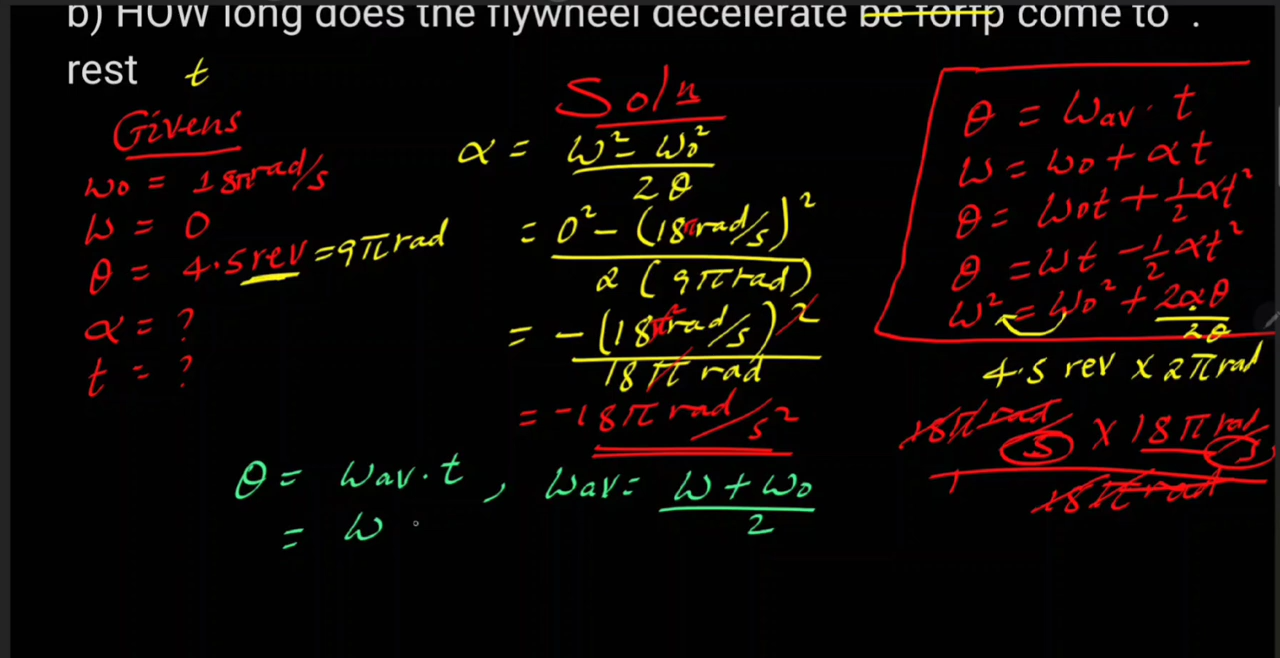 b) HOW long does the flywheel decelerate be forfp come to .
rest t
Givens
ω₀ = 18π rad/s
ω = 0
θ = 4.5 rev = 9π rad
α = ?
t = ?
Soln
α = ω² - ω₀² / 2θ
= 0² - (18π rad/s)² / 2(9π rad)
= -(18π rad/s)² / 18π rad
= -18π rad/s²
θ = ωav · t , ωav = ω + ω₀ / 2
= ω
θ = ωav · t
ω = ω₀ + αt
θ = ω₀t + ½αt²
θ = ωt - ½αt²
ω² = ω₀² + 2αθ
2θ
4.5 rev × 2π rad
18π rad / s × 18π rad / s
1 18π rad